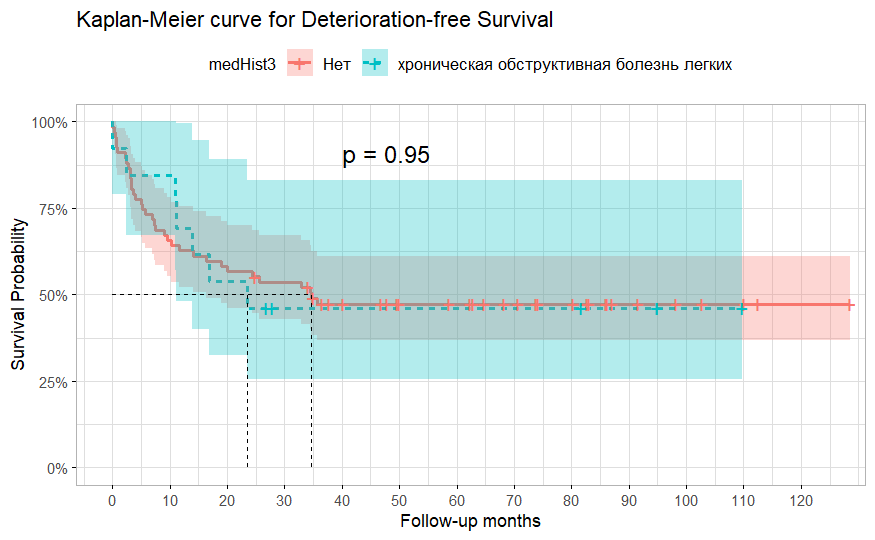 Kaplan-Meier curve for Deterioration-free Survival
medHist3 Нет хроническая обструктивная болезнь легких
p = 0.95
100%
75%
50%
25%
0%
Survival Probability
0 10 20 30 40 50 60 70 80 90 100 110 120
Follow-up months